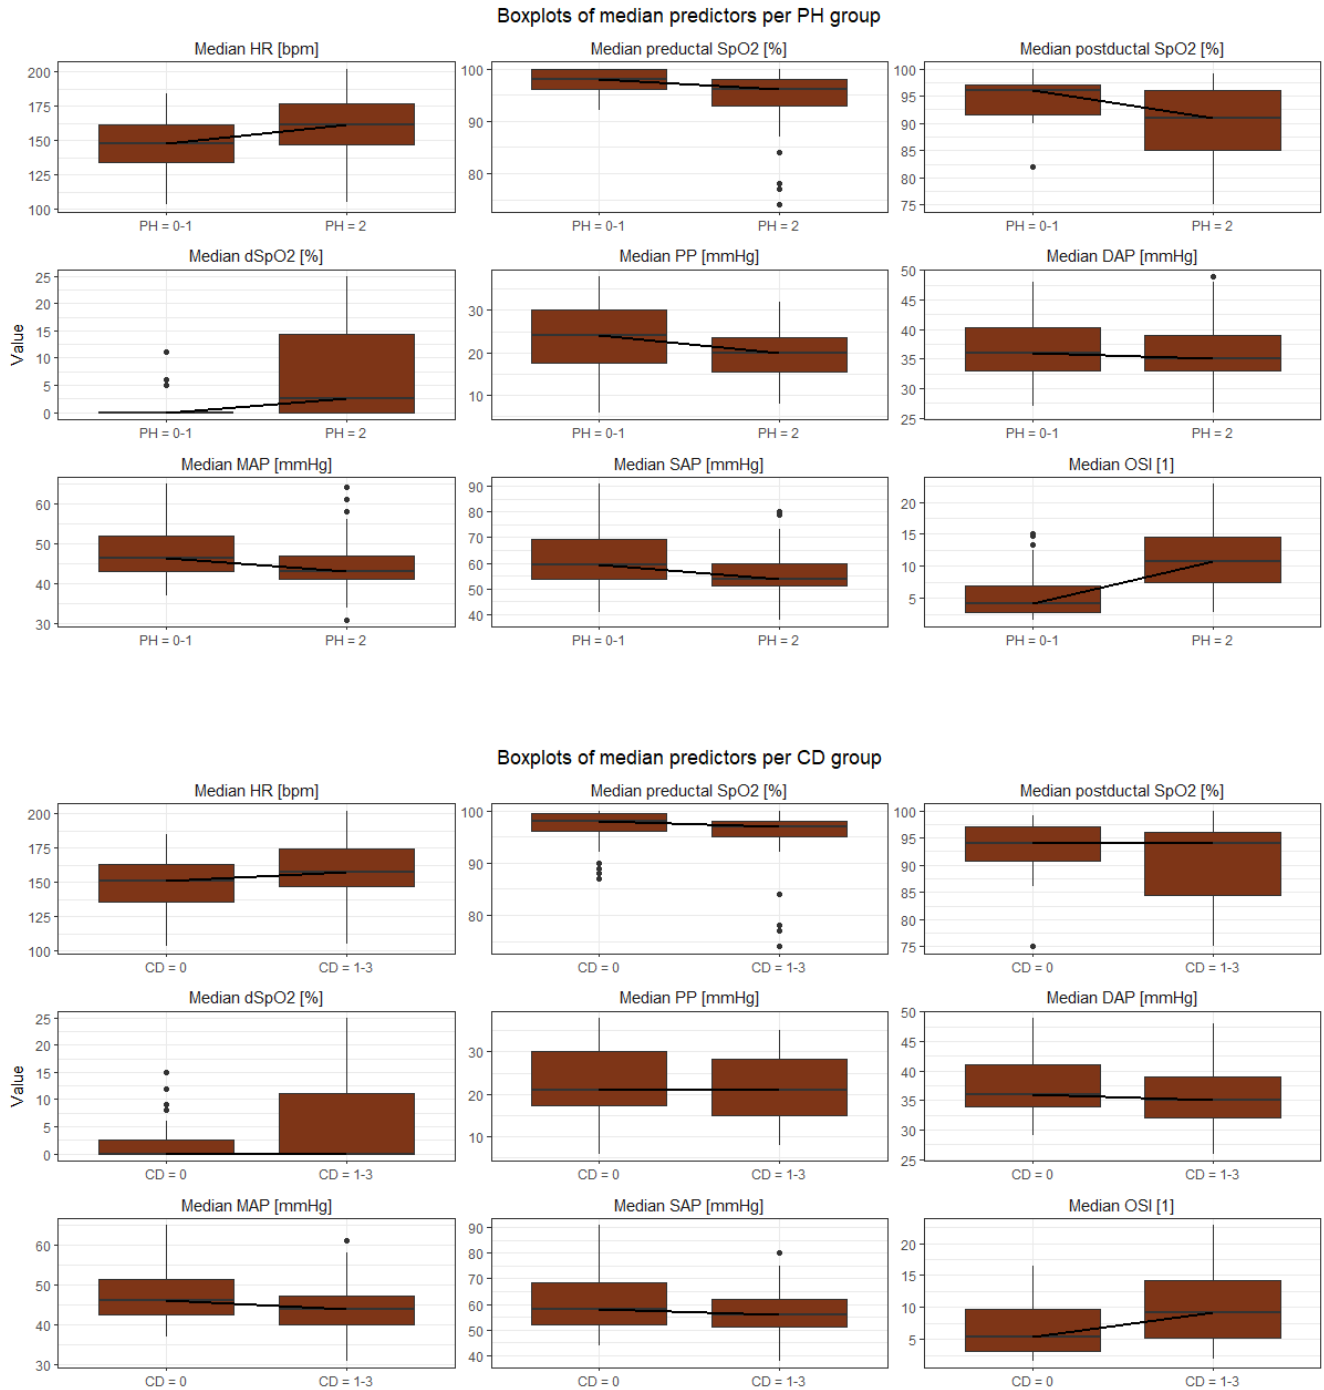 Boxplots of median predictors per PH group
Median HR [bpm]
Median preductal SpO2 [%]
Median postductal SpO2 [%]
200
175
150
125
100
100
90
80
100
95
90
85
80
75
PH = 0-1 PH = 2
PH = 0-1 PH = 2
PH = 0-1 PH = 2
Median dSpO2 [%]
Median PP [mmHg]
Median DAP [mmHg]
Value
25
20
15
10
5
0
30
20
10
50
45
40
35
30
25
PH = 0-1 PH = 2
PH = 0-1 PH = 2
PH = 0-1 PH = 2
Median MAP [mmHg]
Median SAP [mmHg]
Median OSI [1]
60
50
40
30
90
80
70
60
50
40
20
15
10
5
PH = 0-1 PH = 2
PH = 0-1 PH = 2
PH = 0-1 PH = 2
Boxplots of median predictors per CD group
Median HR [bpm]
Median preductal SpO2 [%]
Median postductal SpO2 [%]
200
175
150
125
100
100
90
80
100
95
90
85
80
75
CD = 0 CD = 1-3
CD = 0 CD = 1-3
CD = 0 CD = 1-3
Median dSpO2 [%]
Median PP [mmHg]
Median DAP [mmHg]
Value
25
20
15
10
5
0
30
20
10
50
45
40
35
30
25
CD = 0 CD = 1-3
CD = 0 CD = 1-3
CD = 0 CD = 1-3
Median MAP [mmHg]
Median SAP [mmHg]
Median OSI [1]
60
50
40
30
90
80
70
60
50
40
20
15
10
5
CD = 0 CD = 1-3
CD = 0 CD = 1-3
CD = 0 CD = 1-3